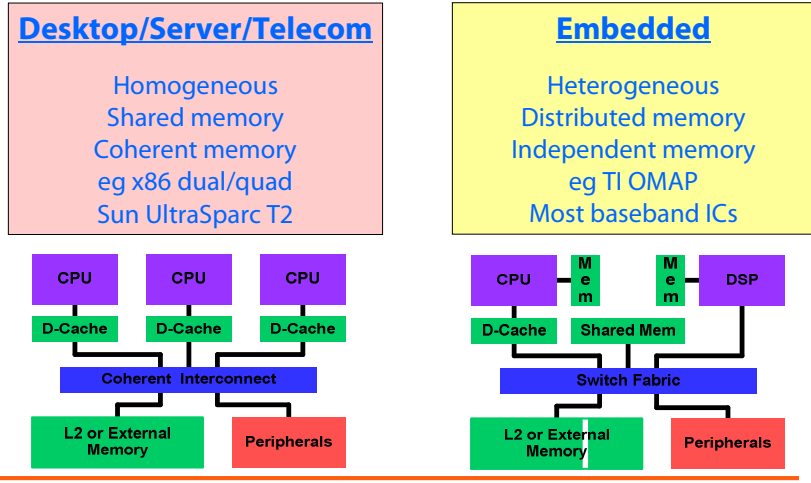 Desktop/Server/Telecom
Homogeneous
Shared memory
Coherent memory
eg x86 dual/quad
Sun UltraSparc T2
Embedded
Heterogeneous
Distributed memory
Independent memory
eg TI OMAP
Most baseband ICs
CPU
CPU
CPU
D-Cache
D-Cache
D-Cache
Coherent Interconnect
L2 or External
Memory
Peripherals
CPU
Mem
Mem
DSP
D-Cache
Shared Mem
Switch Fabric
L2 or External
Memory
Peripherals